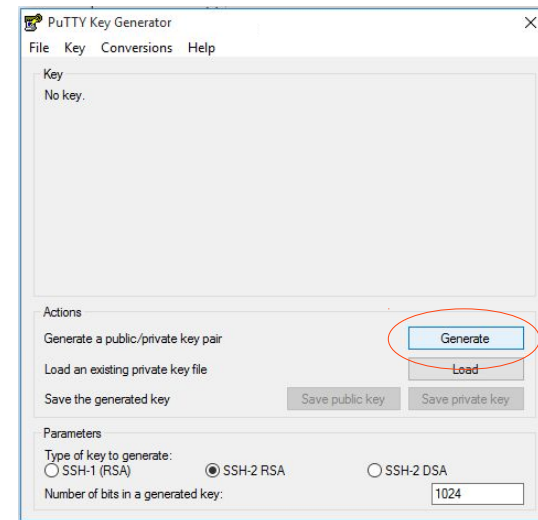 PuTTY Key Generator
File Key Conversions Help
Key
No key.
Actions
Generate a public/private key pair Generate
Load an existing private key file Load
Save the generated key Save public key Save private key
Parameters
Type of key to generate:
SSH-1 (RSA) SSH-2 RSA SSH-2 DSA
Number of bits in a generated key: 1024